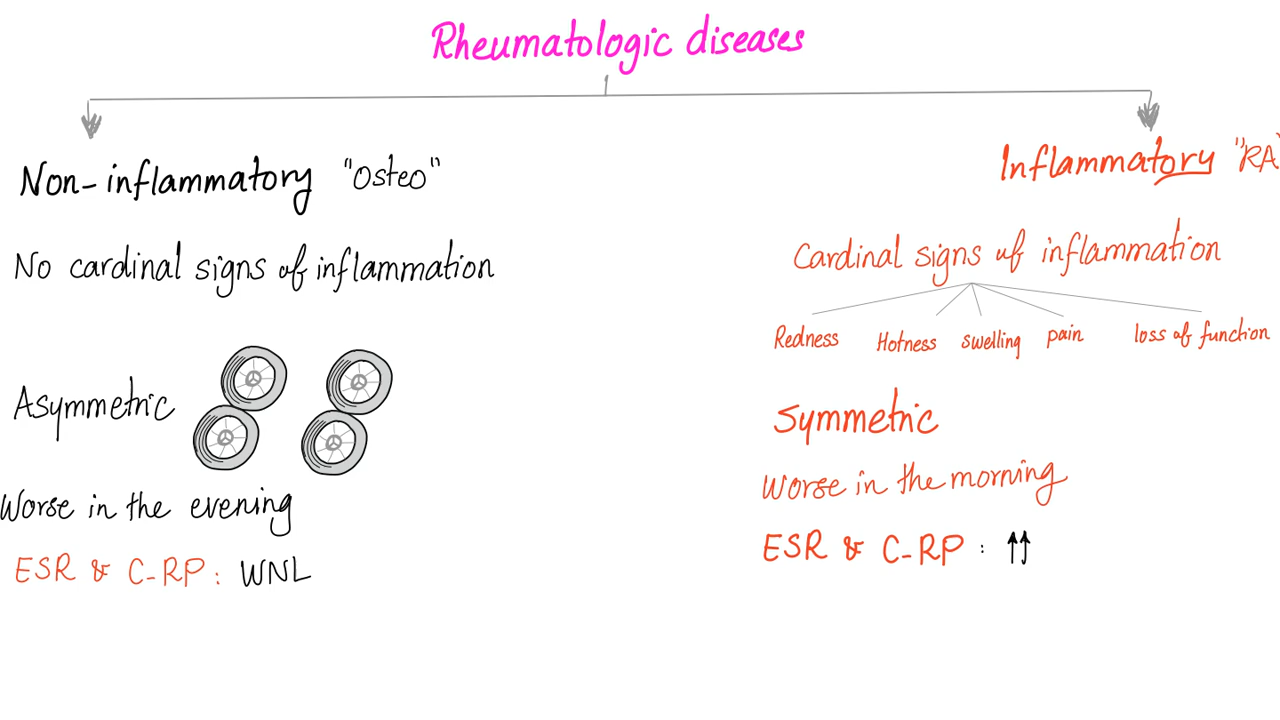 Rheumatologic diseases
Non-inflammatory "Osteo"
No cardinal signs of inflammation
Asymmetric
Worse in the evening
ESR & C-RP: WNL
Inflammatory "RA"
Cardinal signs of inflammation
Redness Hotness swelling pain loss of function
Symmetric
Worse in the morning
ESR & C-RP: ↑↑